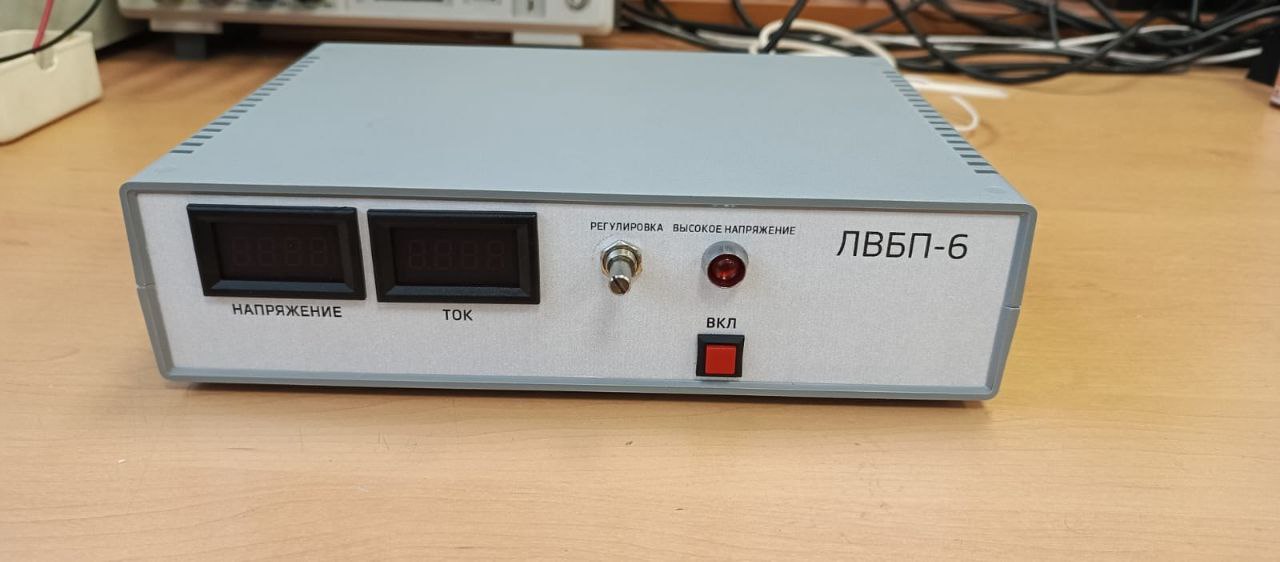 НАПРЯЖЕНИЕ
ТОК
РЕГУЛИРОВКА
ВЫСОКОЕ НАПРЯЖЕНИЕ
ВКЛ
ЛВБП-6